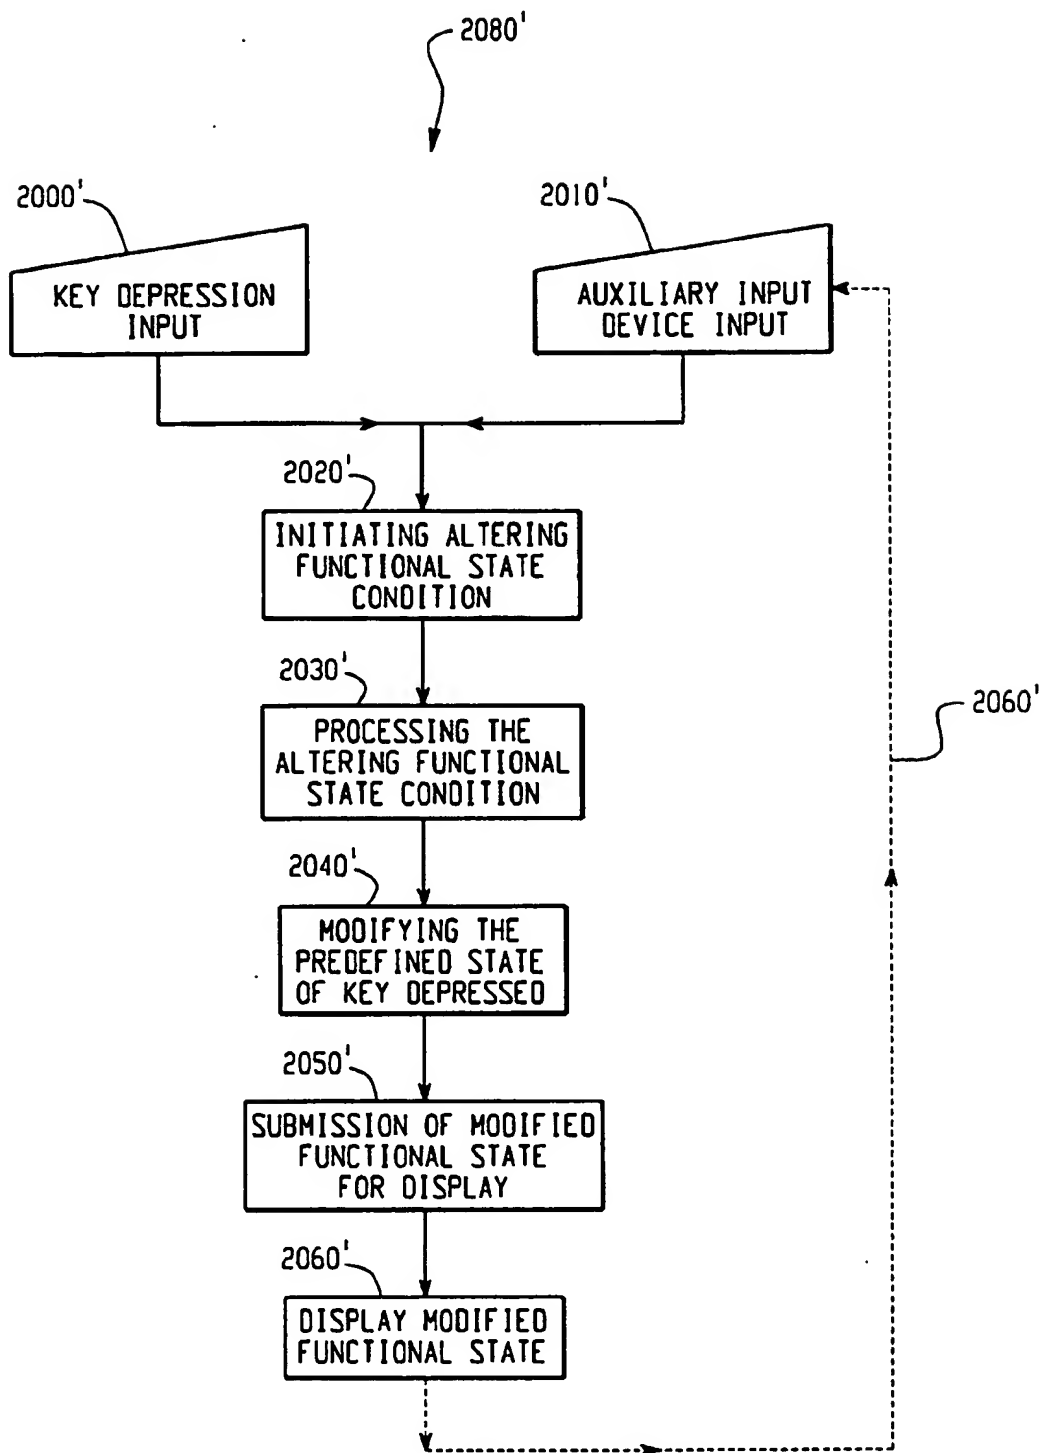 2080'
2000'
2010'
KEY DEPRESSION
INPUT
AUXILIARY INPUT
DEVICE INPUT
2020'
INITIATING ALTERING
FUNCTIONAL STATE
CONDITION
2030'
PROCESSING THE
ALTERING FUNCTIONAL
STATE CONDITION
2060'
2040'
MODIFYING THE
PREDEFINED STATE
OF KEY DEPRESSED
2050'
SUBMISSION OF MODIFIED
FUNCTIONAL STATE
FOR DISPLAY
2060'
DISPLAY MODIFIED
FUNCTIONAL STATE